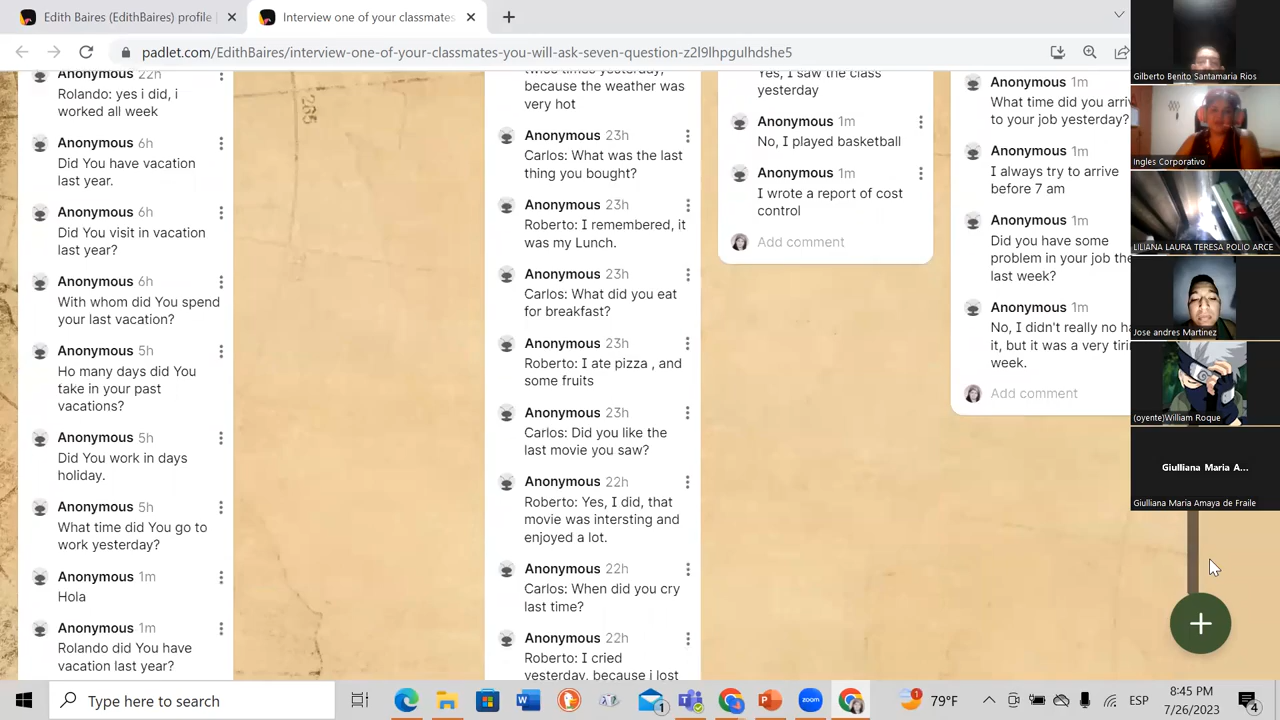 Edith Baires (EdithBaires) profile
Interview one of your classmates
padlet.com/EdithBaires/interview-one-of-your-classmates-you-will-ask-seven-question-z2l9lhpgulhdshe5
Anonymous 22h
Rolando: yes i did, i
worked all week
Anonymous 6h
Did You have vacation
last year.
Anonymous 6h
Did You visit in vacation
last year?
Anonymous 6h
With whom did You spend
your last vacation?
Anonymous 5h
Ho many days did You
take in your past
vacations?
Anonymous 5h
Did You work in days
holiday.
Anonymous 5h
What time did You go to
work yesterday?
Anonymous 1m
Hola
Anonymous 1m
Rolando did You have
vacation last year?
twice times yesterday,
because the weather was
very hot
Anonymous 23h
Carlos: What was the last
thing you bought?
Anonymous 23h
Roberto: I remembered, it
was my Lunch.
Anonymous 23h
Carlos: What did you eat
for breakfast?
Anonymous 23h
Roberto: I ate pizza , and
some fruits
Anonymous 23h
Carlos: Did you like the
last movie you saw?
Anonymous 22h
Roberto: Yes, I did, that
movie was intersting and
enjoyed a lot.
Anonymous 22h
Carlos: When did you cry
last time?
Anonymous 22h
Roberto: I cried
yesterday, because i lost
Yes, I saw the class
yesterday
Anonymous 1m
No, I played basketball
Anonymous 1m
I wrote a report of cost
control
Add comment
Anonymous 1m
What time did you arri
to your job yesterday?
Anonymous 1m
I always try to arrive
before 7 am
Anonymous 1m
Did you have some
problem in your job the
last week?
Anonymous 1m
No, I didn't really no ha
it, but it was a very tiri
week.
Add comment
Gilberto Benito Santamaria Rios
Ingles Corporativo
LILIANA LAURA TERESA POLIO ARCE
Jose andres Martinez
(oyente)William Roque
Giulliana Maria A...
Giulliana Maria Amaya de Fraile
Type here to search
79°F
ESP
8:45 PM
7/26/2023